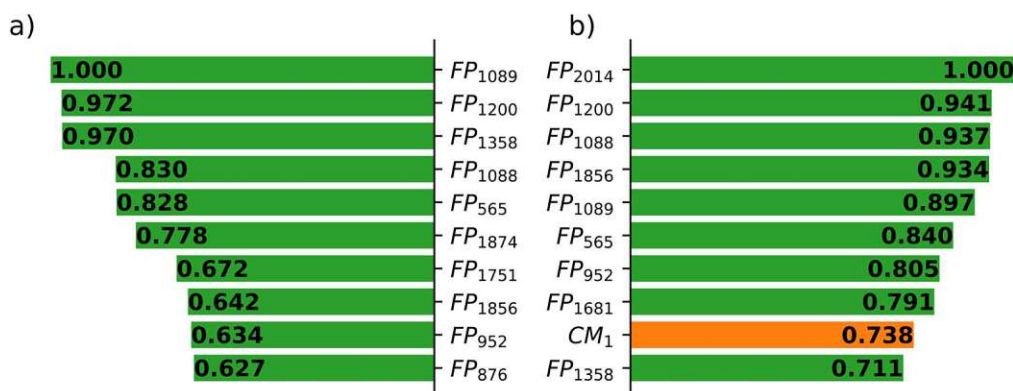 a) b)
1.000 FP1089 FP2014 1.000
0.972 FP1200 FP1200 0.941
0.970 FP1358 FP1088 0.937
0.830 FP1088 FP1856 0.934
0.828 FP565 FP1089 0.897
0.778 FP1874 FP565 0.840
0.672 FP1751 FP952 0.805
0.642 FP1856 FP1681 0.791
0.634 FP952 CM1 0.738
0.627 FP876 FP1358 0.711